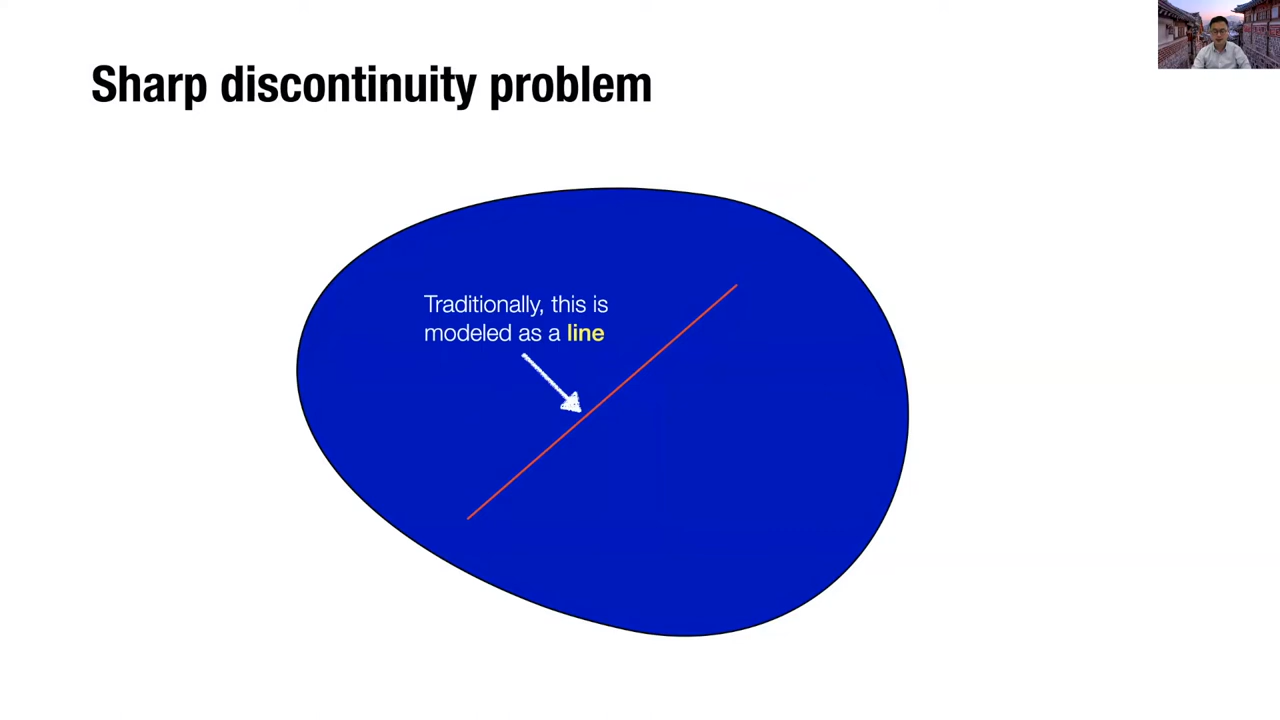 Sharp discontinuity problem
Traditionally, this is
modeled as a line